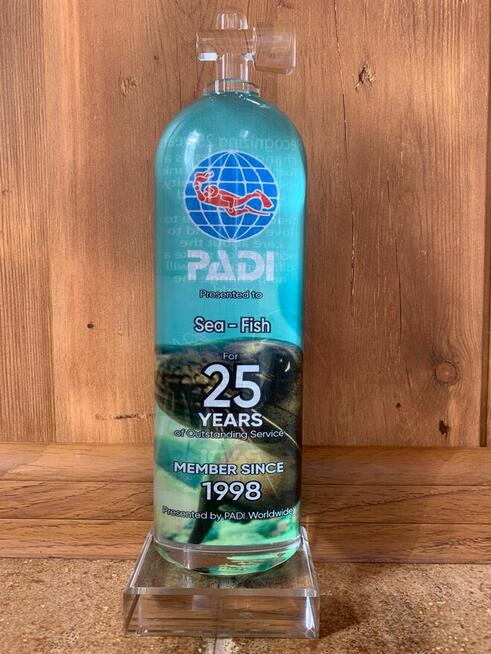 PADI
Presented to
Sea - Fish
For
25
YEARS
of Outstanding Service
MEMBER SINCE
1998
Presented by PADI Worldwide